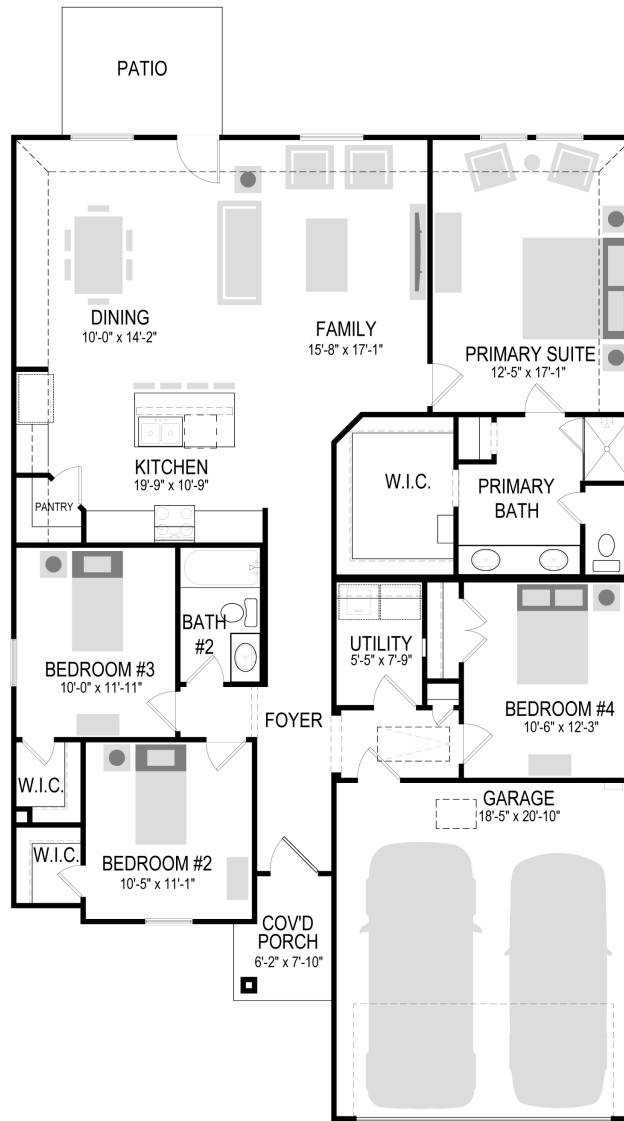 PATIO
DINING
10'-0" x 14'-2"
FAMILY
15'-8" x 17'-1"
PRIMARY SUITE
12'-5" x 17'-1"
KITCHEN
19'-9" x 10'-9"
W.I.C.
PRIMARY
BATH
PANTRY
BATH
#2
UTILITY
5'-5" x 7'-9"
BEDROOM #3
10'-0" x 11'-11"
FOYER
BEDROOM #4
10'-6" x 12'-3"
W.I.C.
GARAGE
18'-5" x 20'-10"
W.I.C.
BEDROOM #2
10'-5" x 11'-1"
COV'D
PORCH
6'-2" x 7'-10"